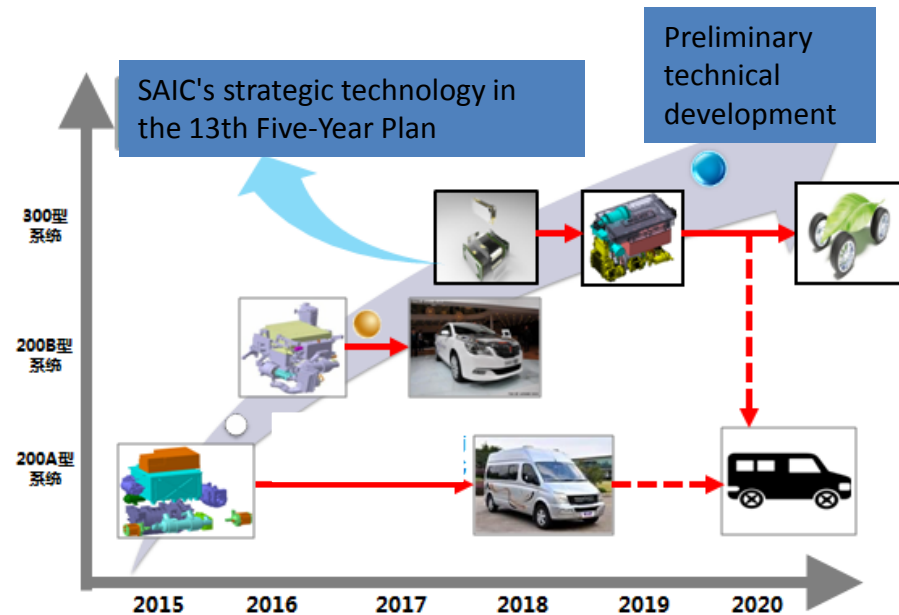 Preliminary
technical
development
SAIC's strategic technology in
the 13th Five-Year Plan
300型
系统
200B型
系统
200A型
系统
2015
2016
2017
2018
2019
2020